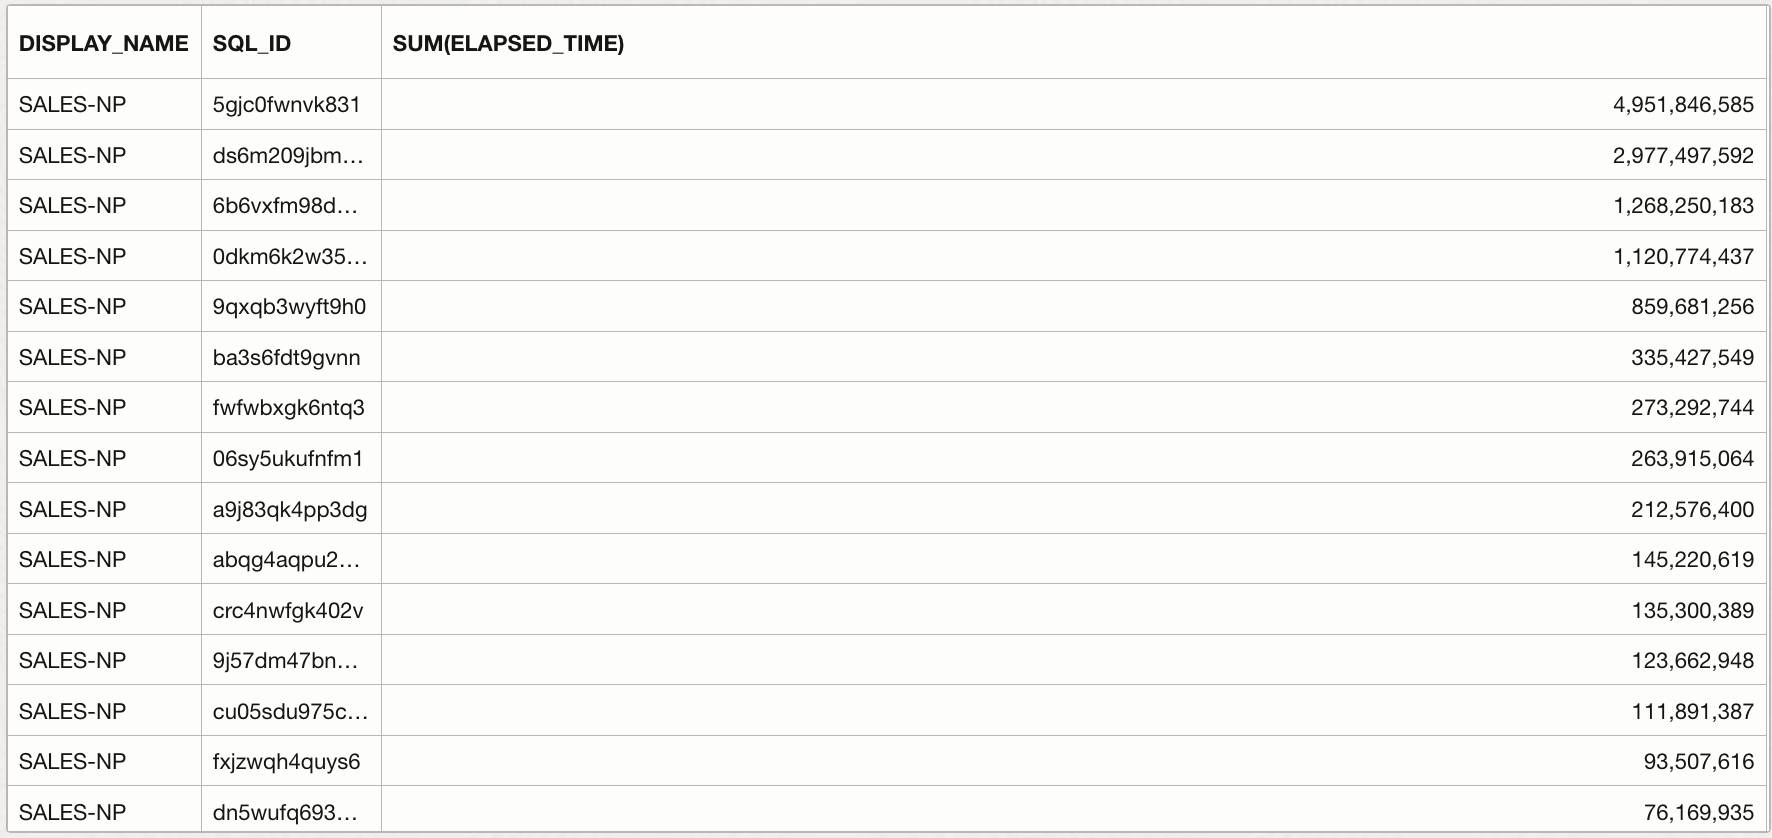 DISPLAY_NAME SQL_ID SUM(ELAPSED_TIME)
SALES-NP 5gjc0fwnvk831 4,951,846,585
SALES-NP ds6m209jbm... 2,977,497,592
SALES-NP 6b6vxfm98d... 1,268,250,183
SALES-NP 0dkm6k2w35... 1,120,774,437
SALES-NP 9qxqb3wyft9h0 859,681,256
SALES-NP ba3s6fdt9gvnn 335,427,549
SALES-NP fwfwbxgk6ntq3 273,292,744
SALES-NP 06sy5ukufnfm1 263,915,064
SALES-NP a9j83qk4pp3dg 212,576,400
SALES-NP abqg4aqpu2... 145,220,619
SALES-NP crc4nwfgk402v 135,300,389
SALES-NP 9j57dm47bn... 123,662,948
SALES-NP cu05sdu975c... 111,891,387
SALES-NP fxjzwqh4quys6 93,507,616
SALES-NP dn5wufq693... 76,169,935